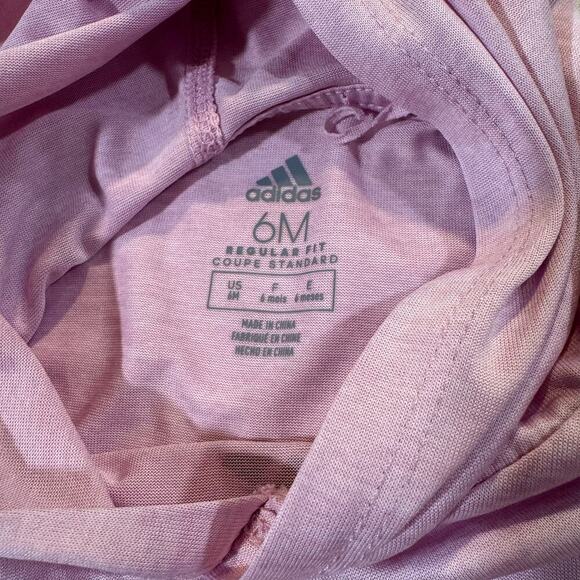 adidas
6M
REGULAR FIT
COUPE STANDARD
US F E
6M 6 mois 6 meses
MADE IN CHINA
FABRIQUÉ EN CHINE
HECHO EN CHINA